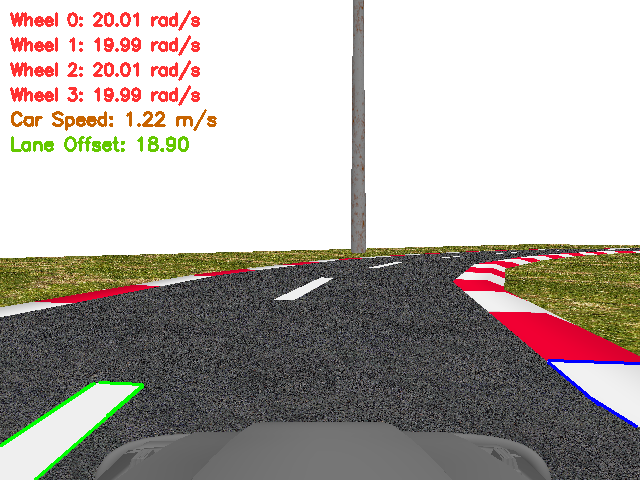 Wheel 0: 20.01 rad/s
Wheel 1: 19.99 rad/s
Wheel 2: 20.01 rad/s
Wheel 3: 19.99 rad/s
Car Speed: 1.22 m/s
Lane Offset: 18.90